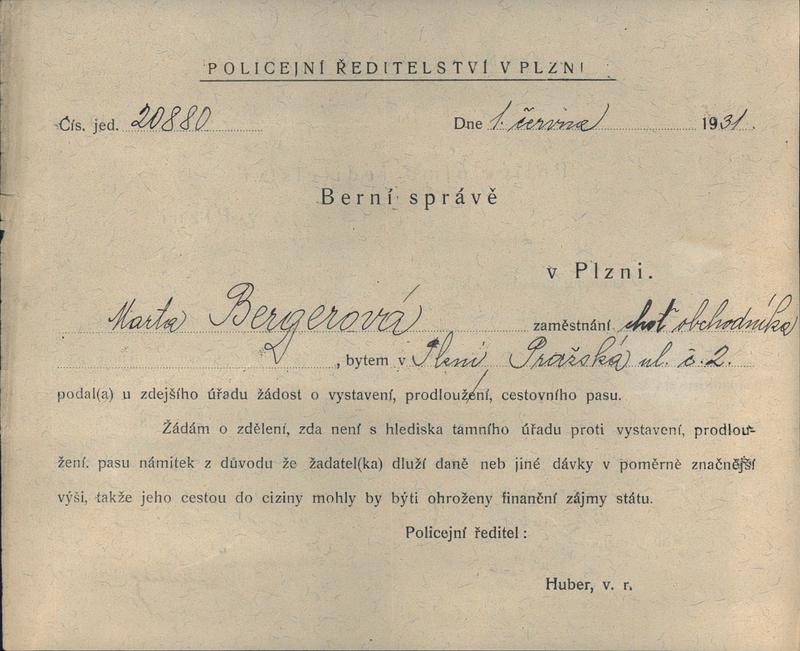 POLICEJNÍ ŘEDITELSTVÍ V PLZNI
Čís. jed. 20880 Dne 1. června 1931.
Berní správě
v Plzni.
Marta Bergerová zaměstnání choť obchodníka
, bytem v Plzni Pražská ul. č. 2.
podal(a) u zdejšího úřadu žádost o vystavení, prodloužení, cestovního pasu.
Žádám o zdělení, zda není s hlediska tamního úřadu proti vystavení, prodlou-
žení. pasu námitek z důvodu že žadatel(ka) dluží daně neb jiné dávky v poměrně značnější
výši, takže jeho cestou do ciziny mohly by býti ohroženy finanční zájmy státu.
Policejní ředitel :
Huber, v. r.